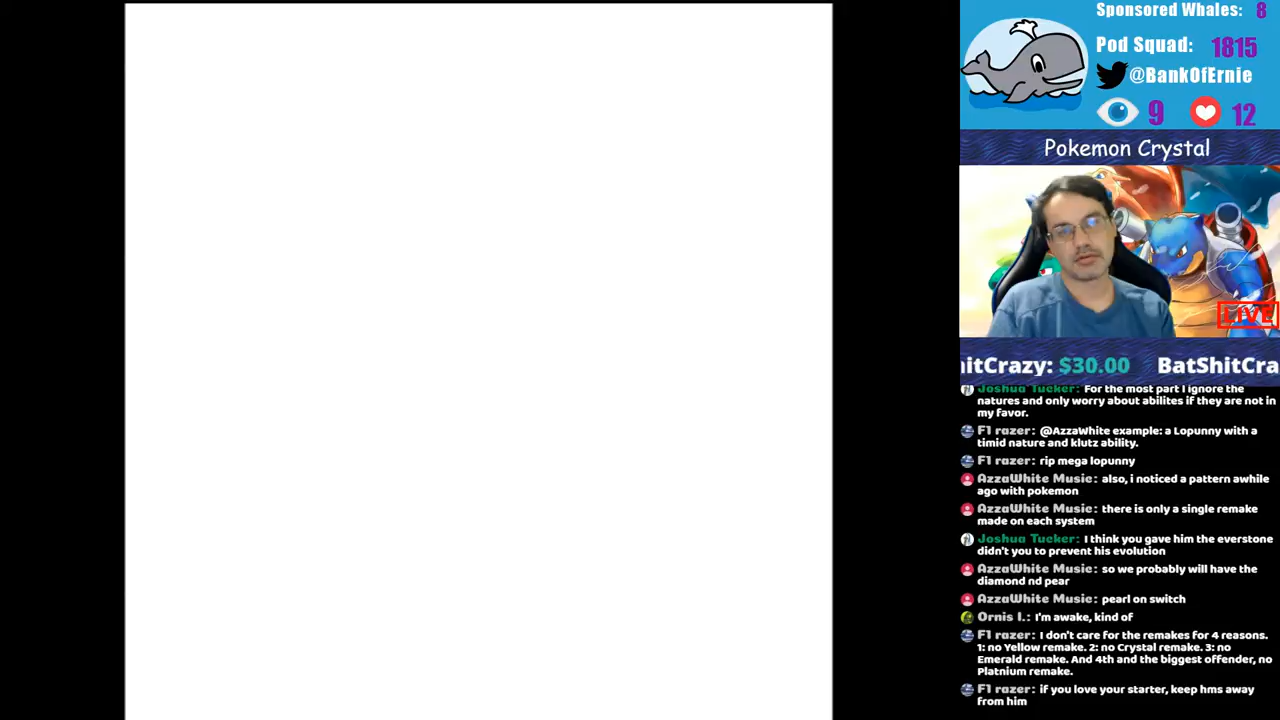 Sponsored Whales: 8
Pod Squad: 1815
@BankOfErnie
9 12
Pokemon Crystal
LIVE
itCrazy: $30.00 BatShitCra
Joshua Tucker: For the most part I ignore the
natures and only worry about abilites if they are not in
my favor.
F1 razer: @AzzaWhite example: a Lopunny with a
timid nature and klutz ability.
F1 razer: rip mega lopunny
AzzaWhite Music: also, i noticed a pattern awhile
ago with pokemon
AzzaWhite Music: there is only a single remake
made on each system
Joshua Tucker: I think you gave him the everstone
didn't you to prevent his evolution
AzzaWhite Music: so we probably will have the
diamond nd pear
AzzaWhite Music: pearl on switch
Ornis I.: I'm awake, kind of
F1 razer: I don't care for the remakes for 4 reasons.
1: no Yellow remake. 2: no Crystal remake. 3: no
Emerald remake. And 4th and the biggest offender, no
Platnium remake.
F1 razer: if you love your starter, keep hms away
from him